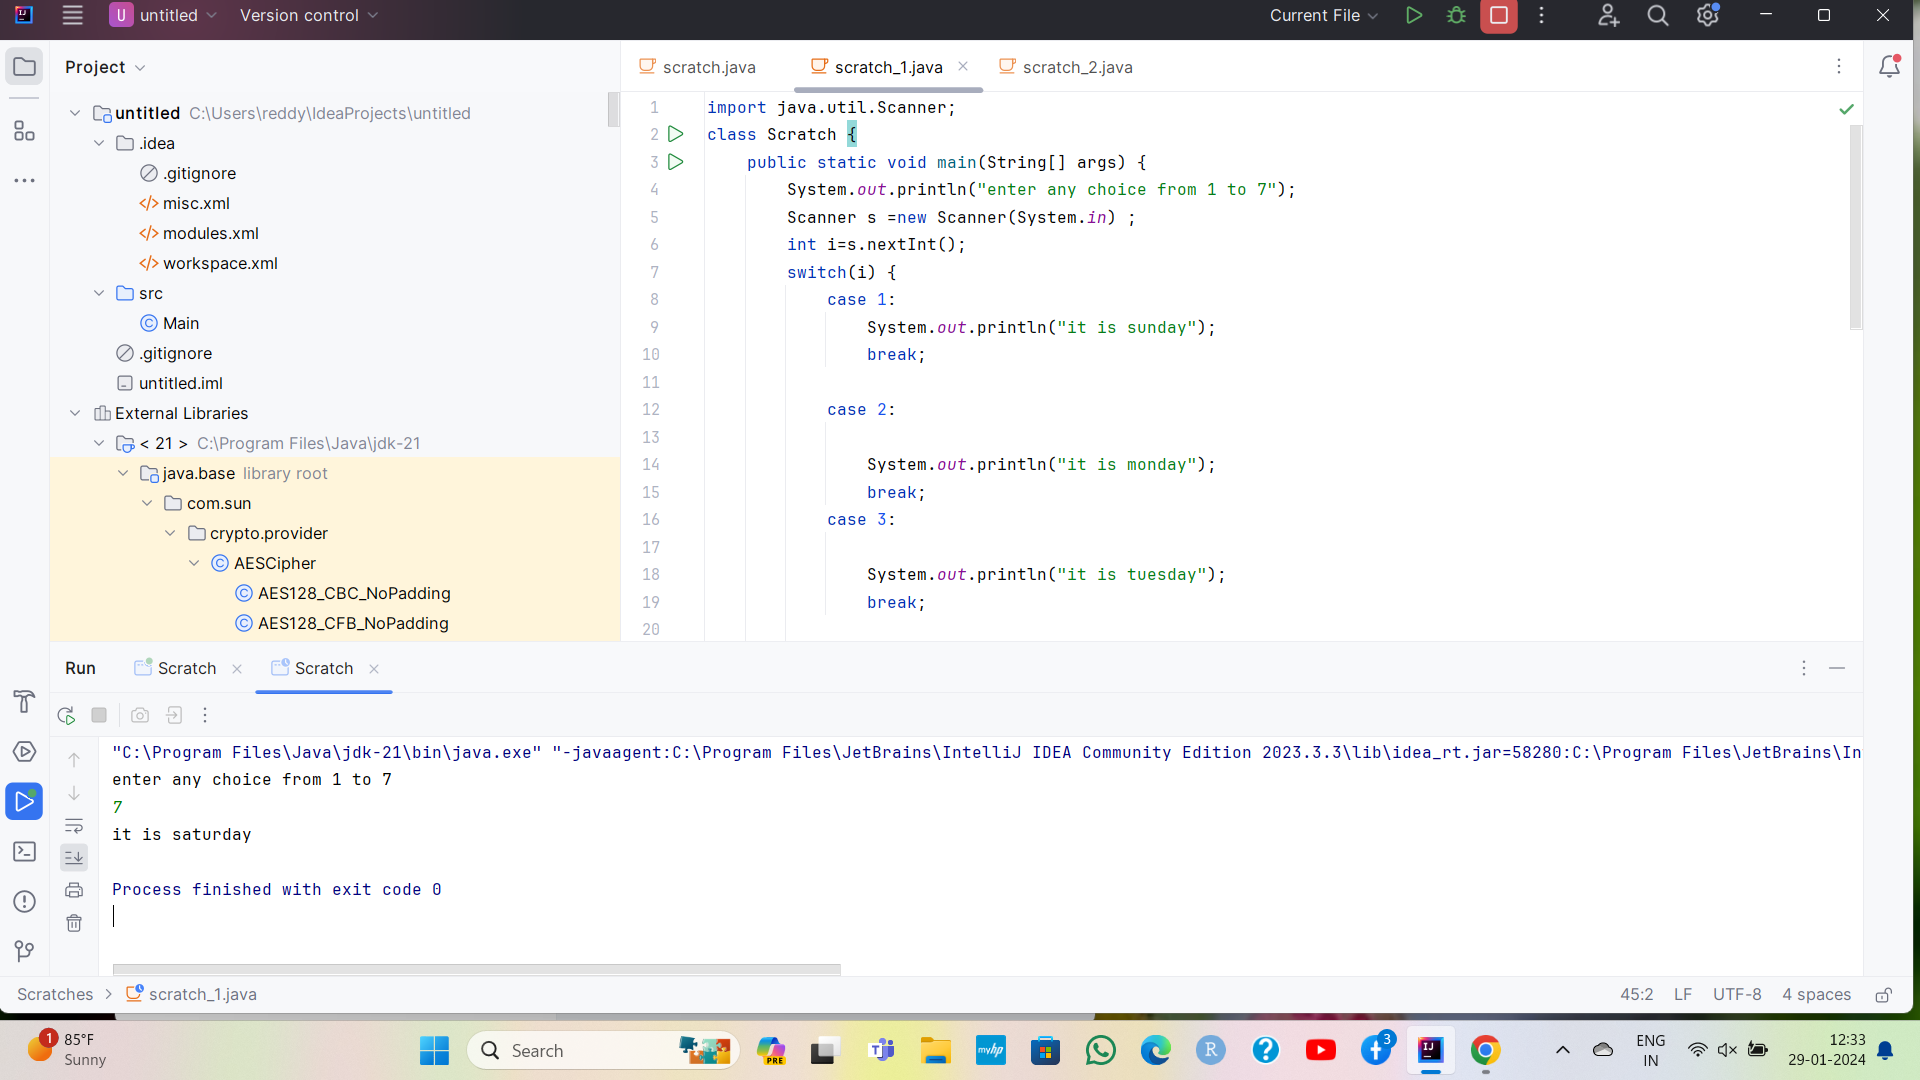 U untitled Version control Current File
Project
scratch.java scratch_1.java scratch_2.java
untitled C:\Users\reddy\IdeaProjects\untitled
.idea
.gitignore
misc.xml
modules.xml
workspace.xml
src
Main
.gitignore
untitled.iml
External Libraries
< 21 > C:\Program Files\Java\jdk-21
java.base library root
com.sun
crypto.provider
AESCipher
AES128_CBC_NoPadding
AES128_CFB_NoPadding
1 import java.util.Scanner;
2 class Scratch {
3 public static void main(String[] args) {
4 System.out.println("enter any choice from 1 to 7");
5 Scanner s =new Scanner(System.in) ;
6 int i=s.nextInt();
7 switch(i) {
8 case 1:
9 System.out.println("it is sunday");
10 break;
11
12 case 2:
13
14 System.out.println("it is monday");
15 break;
16 case 3:
17
18 System.out.println("it is tuesday");
19 break;
20
Run Scratch Scratch
"C:\Program Files\Java\jdk-21\bin\java.exe" "-javaagent:C:\Program Files\JetBrains\IntelliJ IDEA Community Edition 2023.3.3\lib\idea_rt.jar=58280:C:\Program Files\JetBrains\In
enter any choice from 1 to 7
7
it is saturday
Process finished with exit code 0
Scratches scratch_1.java 45:2 LF UTF-8 4 spaces
1 85°F
Sunny
Search
PRE
myhp
R
3
IJ
ENG
IN
12:33
29-01-2024